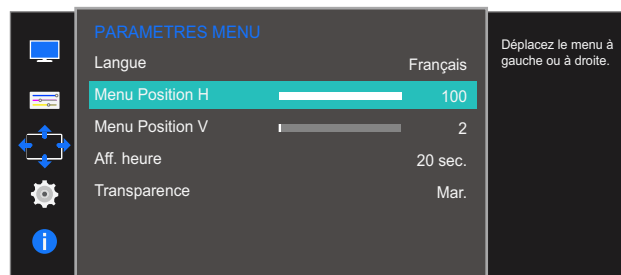 PARAMETRES MENU
Langue Français
Menu Position H 100
Menu Position V 2
Aff. heure 20 sec.
Transparence Mar.
Déplacez le menu à
gauche ou à droite.